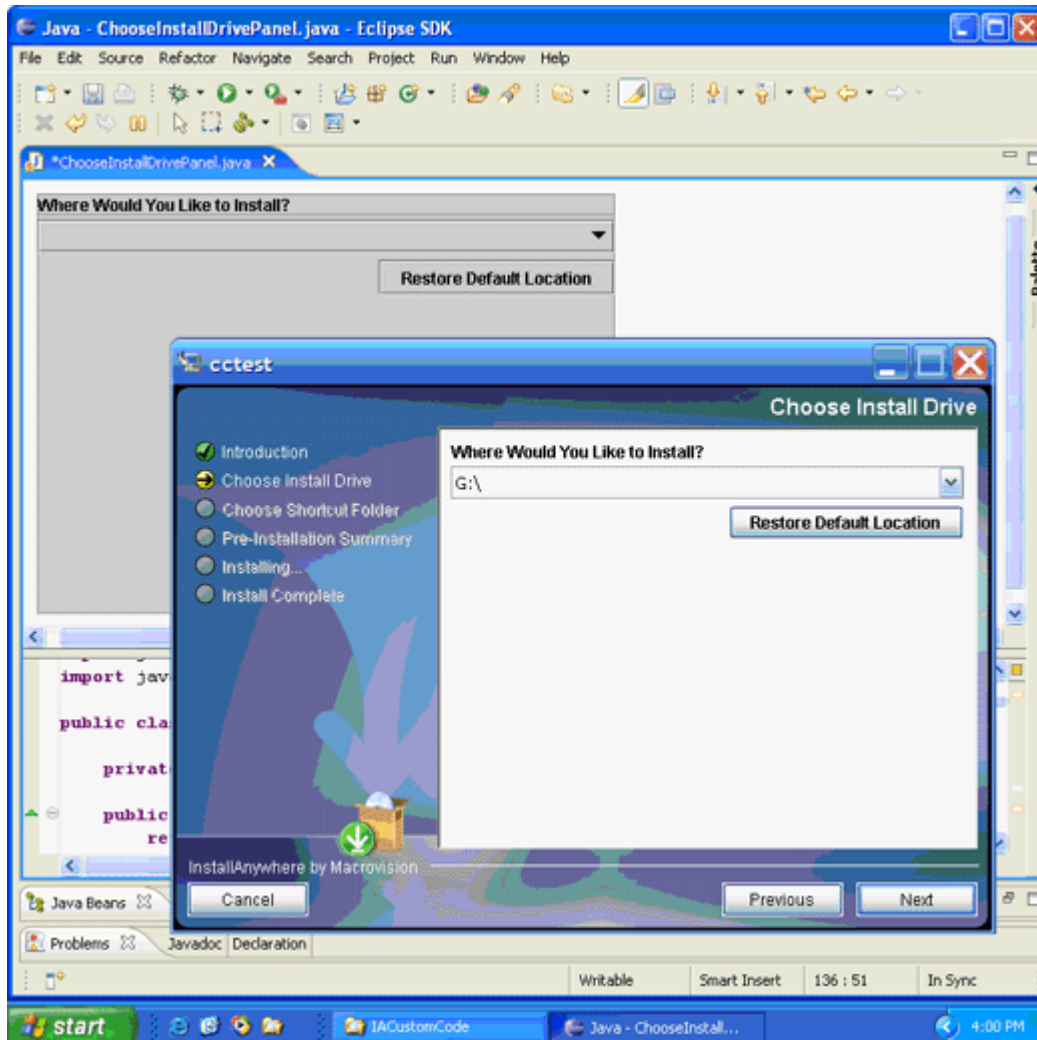 Java - ChooseInstallDrivePanel.java - Eclipse SDK
File Edit Source Refactor Navigate Search Project Run Window Help
*ChooseInstallDrivePanel.java
Where Would You Like to Install?
Restore Default Location
Palette
cctest
Choose Install Drive
Introduction
Choose Install Drive
Choose Shortcut Folder
Pre-Installation Summary
Installing...
Install Complete
Where Would You Like to Install?
G:\
Restore Default Location
import jav
public cla
privat
public
re
InstallAnywhere by Macrovision
Cancel
Previous
Next
Java Beans
Problems Javadoc Declaration
Writable Smart Insert 136 : 51 In Sync
start IACustomCode Java - ChooseInstall... 4:00 PM